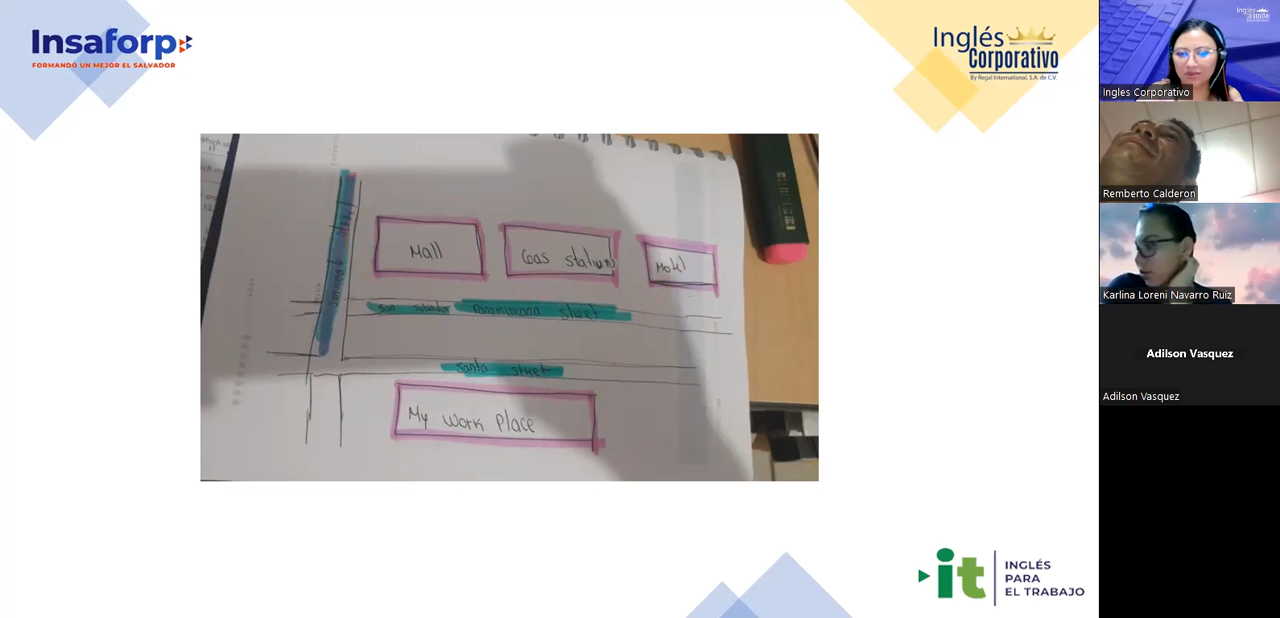 Insaforp
FORMANDO UN MEJOR EL SALVADOR
Inglés
Corporativo
By Regal International, S.A. de C.V.
Mall
Gas station
Motel
San Salvador
Panamericana street
Santa street
My work place
it
INGLÉS
PARA
EL TRABAJO
Ingles Corporativo
Remberto Calderon
Karlina Loreni Navarro Ruiz
Adilson Vasquez
Adilson Vasquez